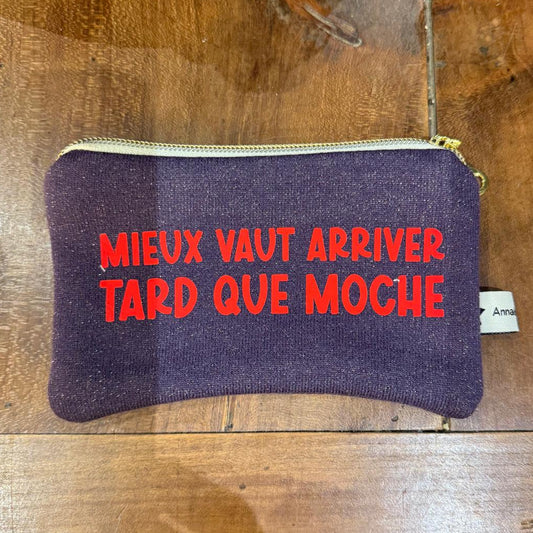 MIEUX VAUT ARRIVER
TARD QUE MOCHE